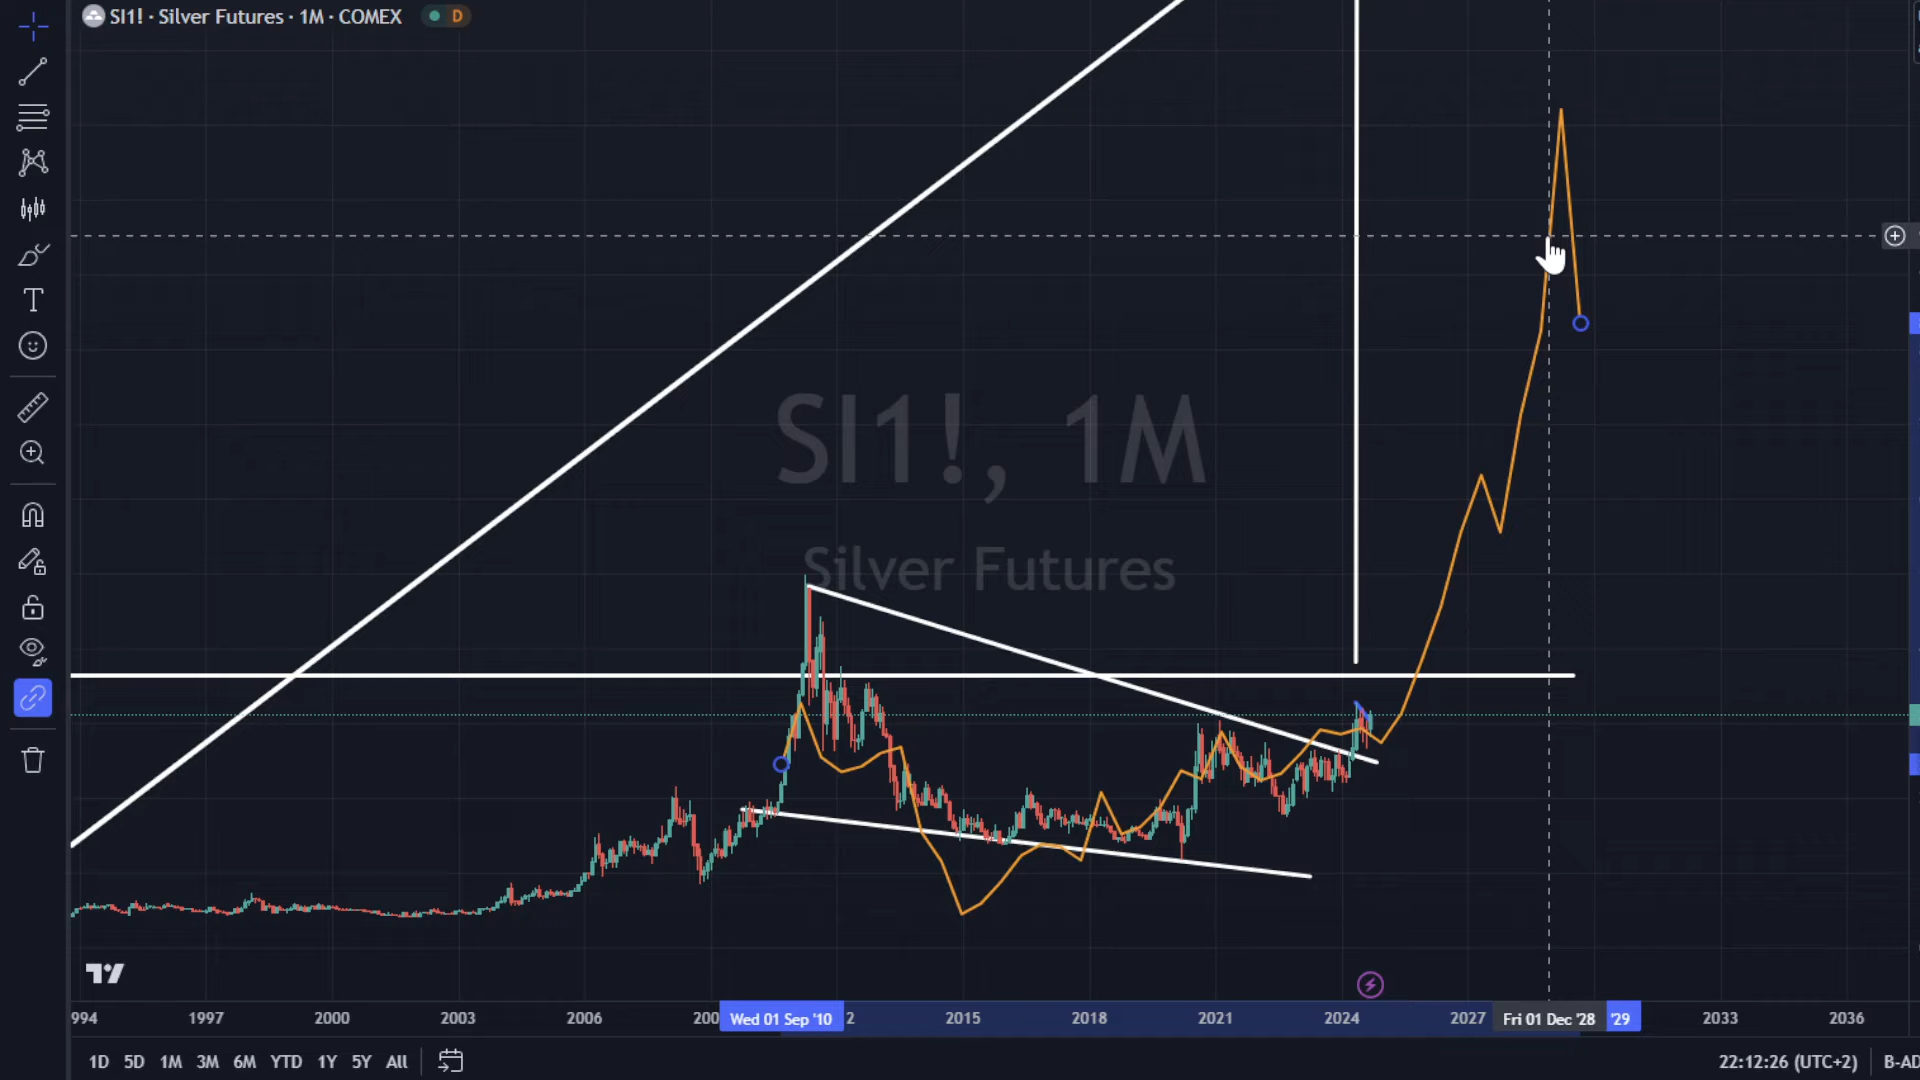 SI1! · Silver Futures · 1M · COMEX D
SI1!, 1M
Silver Futures
994 1997 2000 2003 2006 200 Wed 01 Sep '10 2 2015 2018 2021 2024 2027 Fri 01 Dec '28 '29 2033 2036
1D 5D 1M 3M 6M YTD 1Y 5Y All 22:12:26 (UTC+2) B-AD